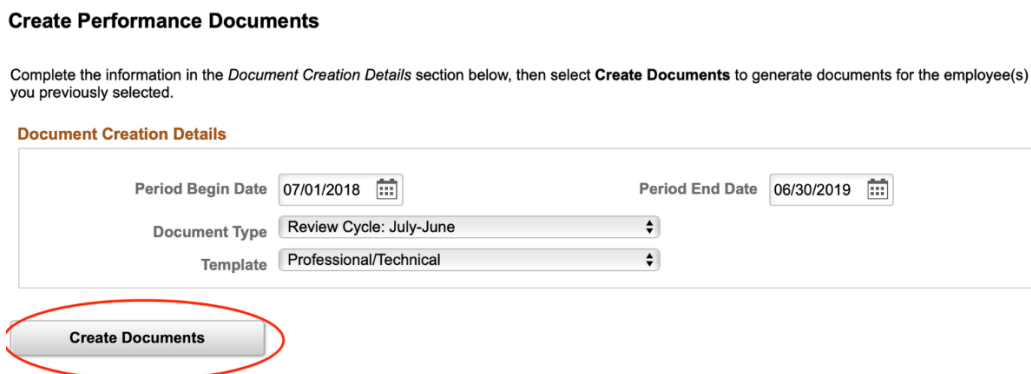 Create Performance Documents
Complete the information in the Document Creation Details section below, then select Create Documents to generate documents for the employee(s)
you previously selected.
Document Creation Details
Period Begin Date 07/01/2018 Period End Date 06/30/2019
Document Type Review Cycle: July-June
Template Professional/Technical
Create Documents